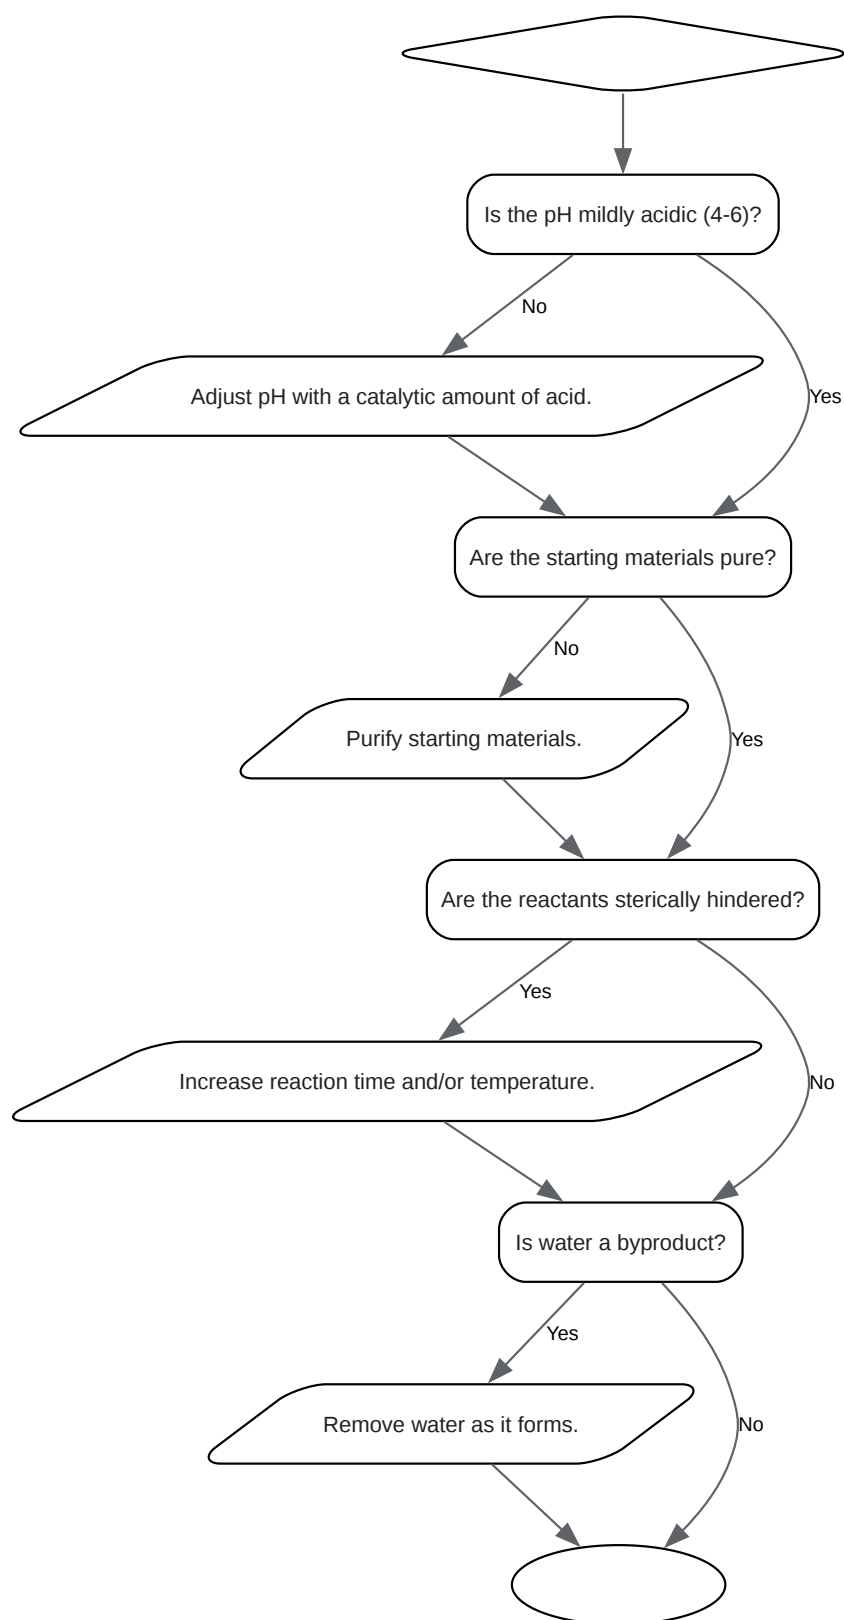 Is the pH mildly acidic (4-6)?
No
Adjust pH with a catalytic amount of acid.
Yes
Are the starting materials pure?
No
Purify starting materials.
Yes
Are the reactants sterically hindered?
Yes
Increase reaction time and/or temperature.
No
Is water a byproduct?
Yes
Remove water as it forms.
No